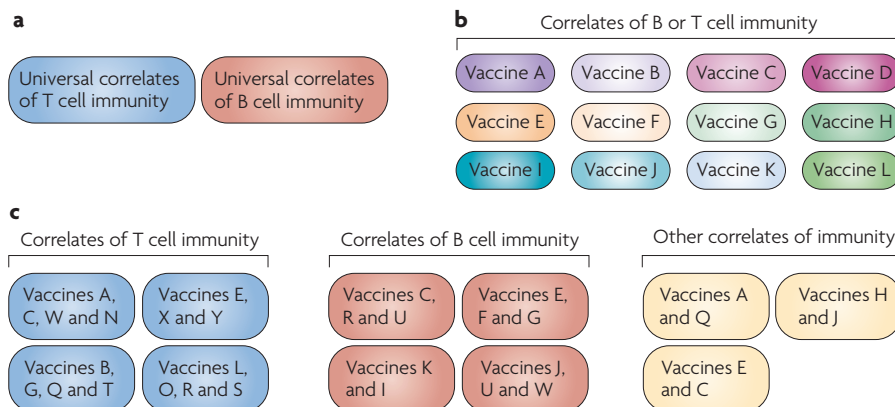 a
Universal correlates
of T cell immunity
Universal correlates
of B cell immunity
b
Correlates of B or T cell immunity
Vaccine A
Vaccine B
Vaccine C
Vaccine D
Vaccine E
Vaccine F
Vaccine G
Vaccine H
Vaccine I
Vaccine J
Vaccine K
Vaccine L
c
Correlates of T cell immunity
Vaccines A,
C, W and N
Vaccines E,
X and Y
Vaccines B,
G, Q and T
Vaccines L,
O, R and S
Correlates of B cell immunity
Vaccines C,
R and U
Vaccines E,
F and G
Vaccines K
and I
Vaccines J,
U and W
Other correlates of immunity
Vaccines A
and Q
Vaccines H
and J
Vaccines E
and C